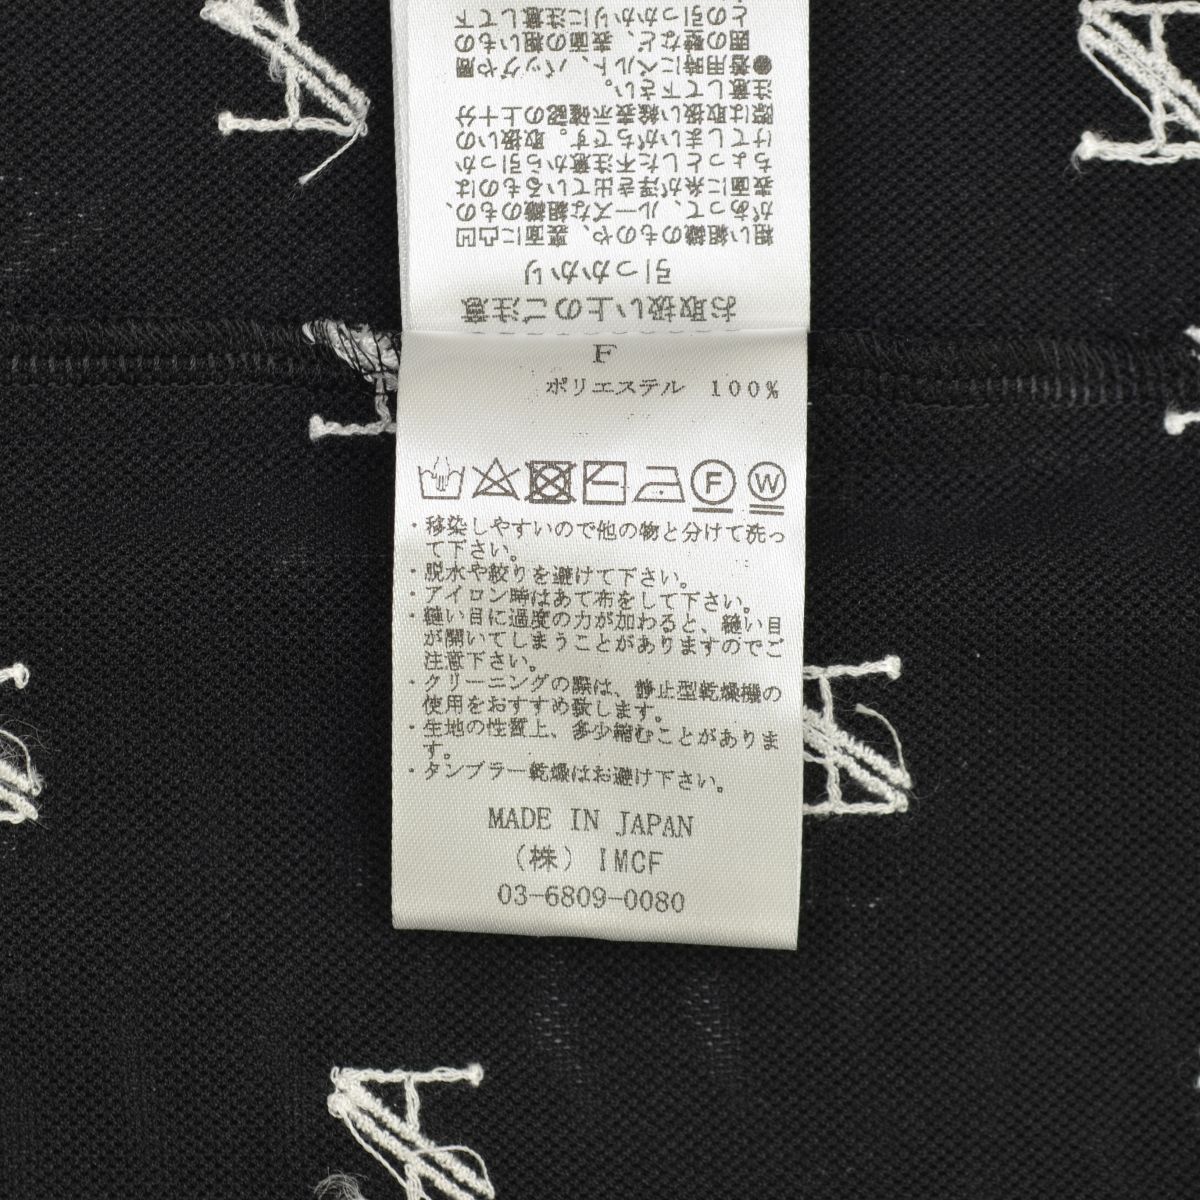 お取扱い上のご注意
引っかかり
粗い組織のものや、表面に凸凹
があって、ルーズな組織のもの、
表面に糸が浮き出ているものは
ちょっとした不注意から引っか
けてしまいがちです。取扱いの
際は取扱い絵表示確認の上十分
注意して下さい。
●着用時にベルト、バッグや周
囲の壁など、表面の粗いもの
との引っかかりに注意して下
F
ポリエステル 100%
F
W
・移染しやすいので他の物と分けて洗っ
て下さい。
・脱水や絞りを避けて下さい。
・アイロン時はあて布をして下さい。
・縫い目に過度の力が加わると、縫い目
が開いてしまうことがありますのでご
注意下さい。
・クリーニングの際は、静止型乾燥機の
使用をおすすめ致します。
・生地の性質上、多少縮むことがありま
す。
・タンブラー乾燥はお避け下さい。
MADE IN JAPAN
(株) IMCF
03-6809-0080